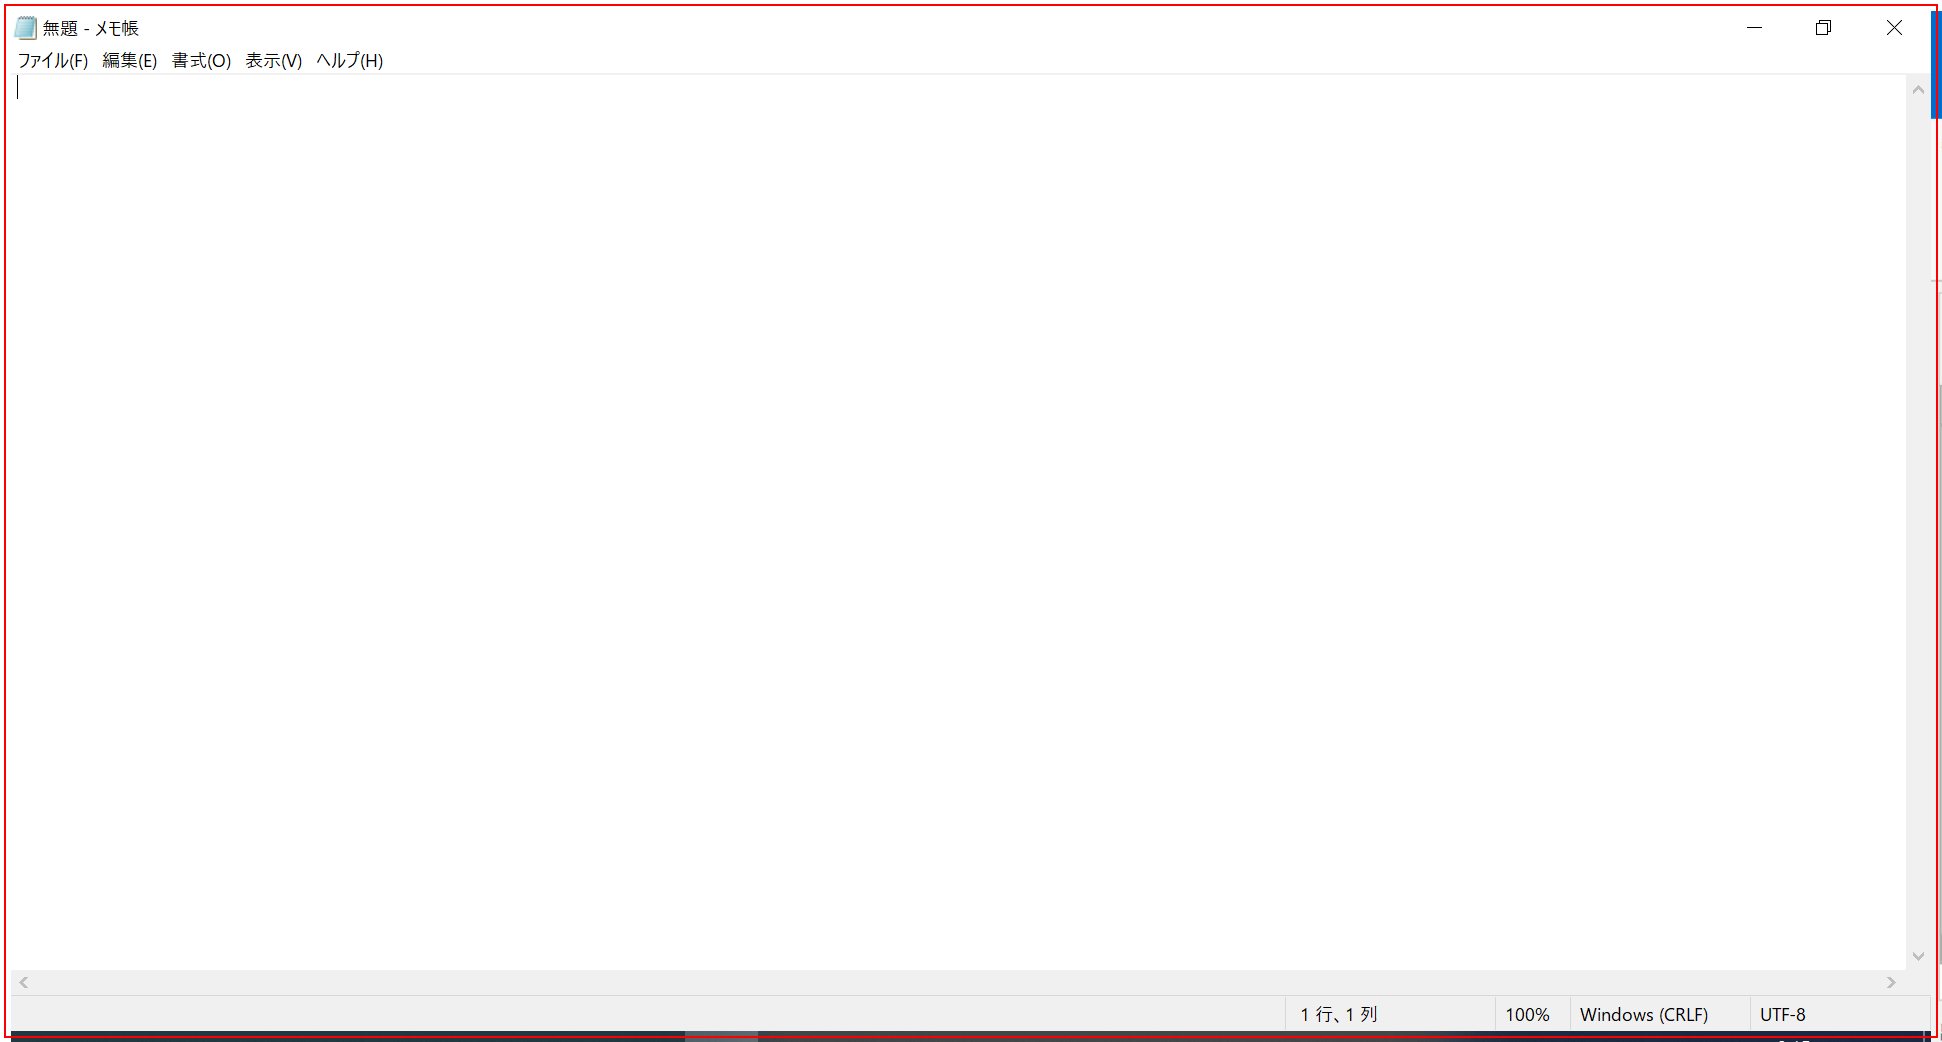 無題 - メモ帳
ファイル(F) 編集(E) 書式(O) 表示(V) ヘルプ(H)
1 行、1 列 100% Windows (CRLF) UTF-8